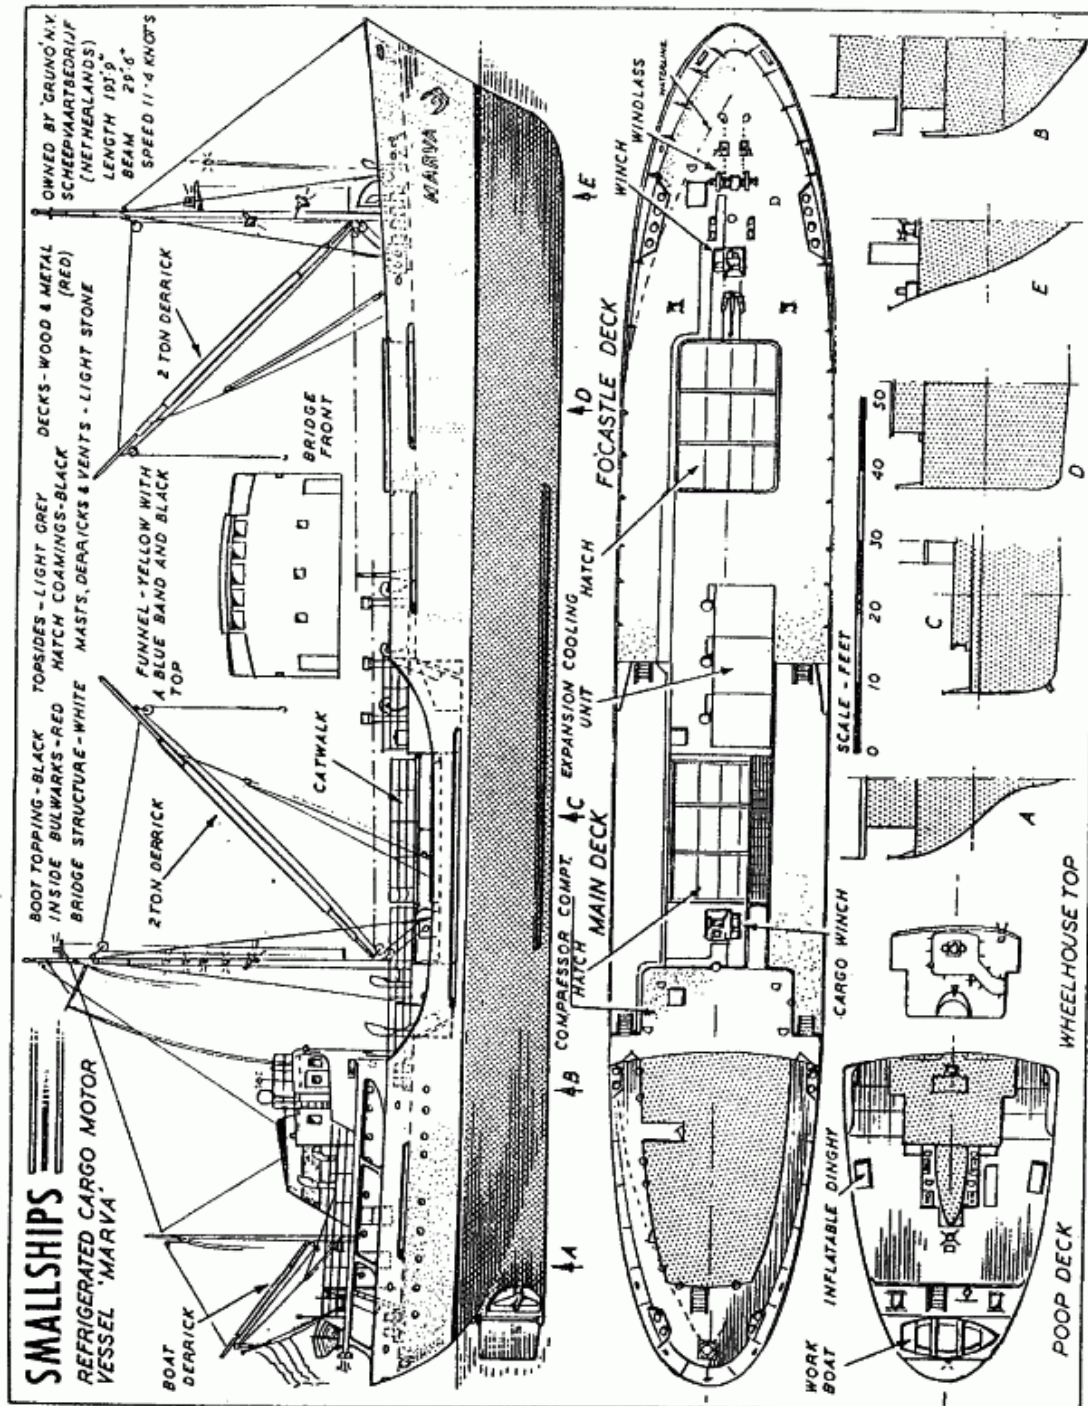 SMALLSHIPS
REFRIGERATED CARGO MOTOR
VESSEL 'MARVA'
BOOT TOPPING-BLACK TOPSIDES-LIGHT GREY DECKS-WOOD & METAL
INSIDE BULWARKS-RED HATCH COAMINGS-BLACK (RED)
BRIDGE STRUCTURE-WHITE MASTS, DERRICKS & VENTS - LIGHT STONE
OWNED BY 'GRUNO' N.V.
SCHEEPVAARTBEDRIJF
(NETHERLANDS)
LENGTH 193'9"
BEAM 29'6"
SPEED 11·4 KNOTS
FUNNEL-YELLOW WITH
A BLUE BAND AND BLACK
TOP
BOAT
DERRICK
2 TON DERRICK
2 TON DERRICK
CATWALK
BRIDGE
FRONT
MARVA
A
B
C
D
E
COMPRESSOR COMPT.
HATCH
MAIN DECK
EXPANSION COOLING
UNIT
HATCH
FO'CASTLE DECK
WINCH
WINDLASS
WATERLINE
CARGO WINCH
SCALE - FEET
0 10 20 30 40 50
WORK
BOAT
INFLATABLE DINGHY
POOP DECK
WHEELHOUSE TOP
A
C
D
E
B